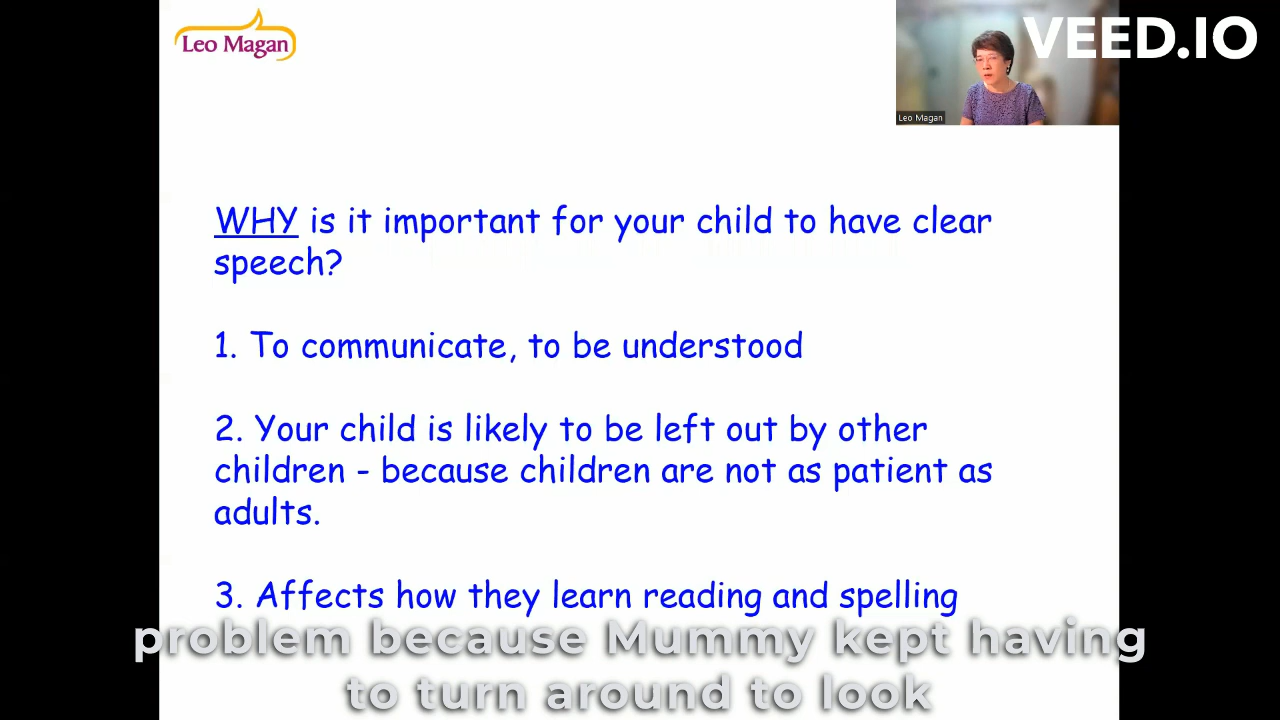 Leo Magan
VEED.IO
Leo Magan
WHY is it important for your child to have clear
speech?
1. To communicate, to be understood
2. Your child is likely to be left out by other
children - because children are not as patient as
adults.
3. Affects how they learn reading and spelling
problem because Mummy kept having
to turn around to look